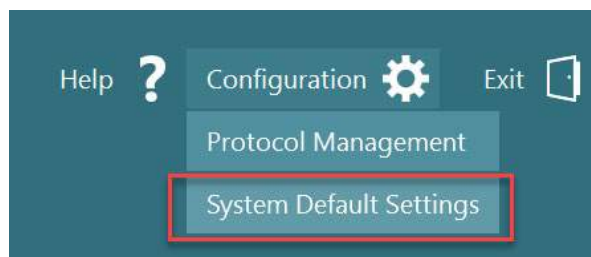 Help ? Configuration Exit
Protocol Management
System Default Settings